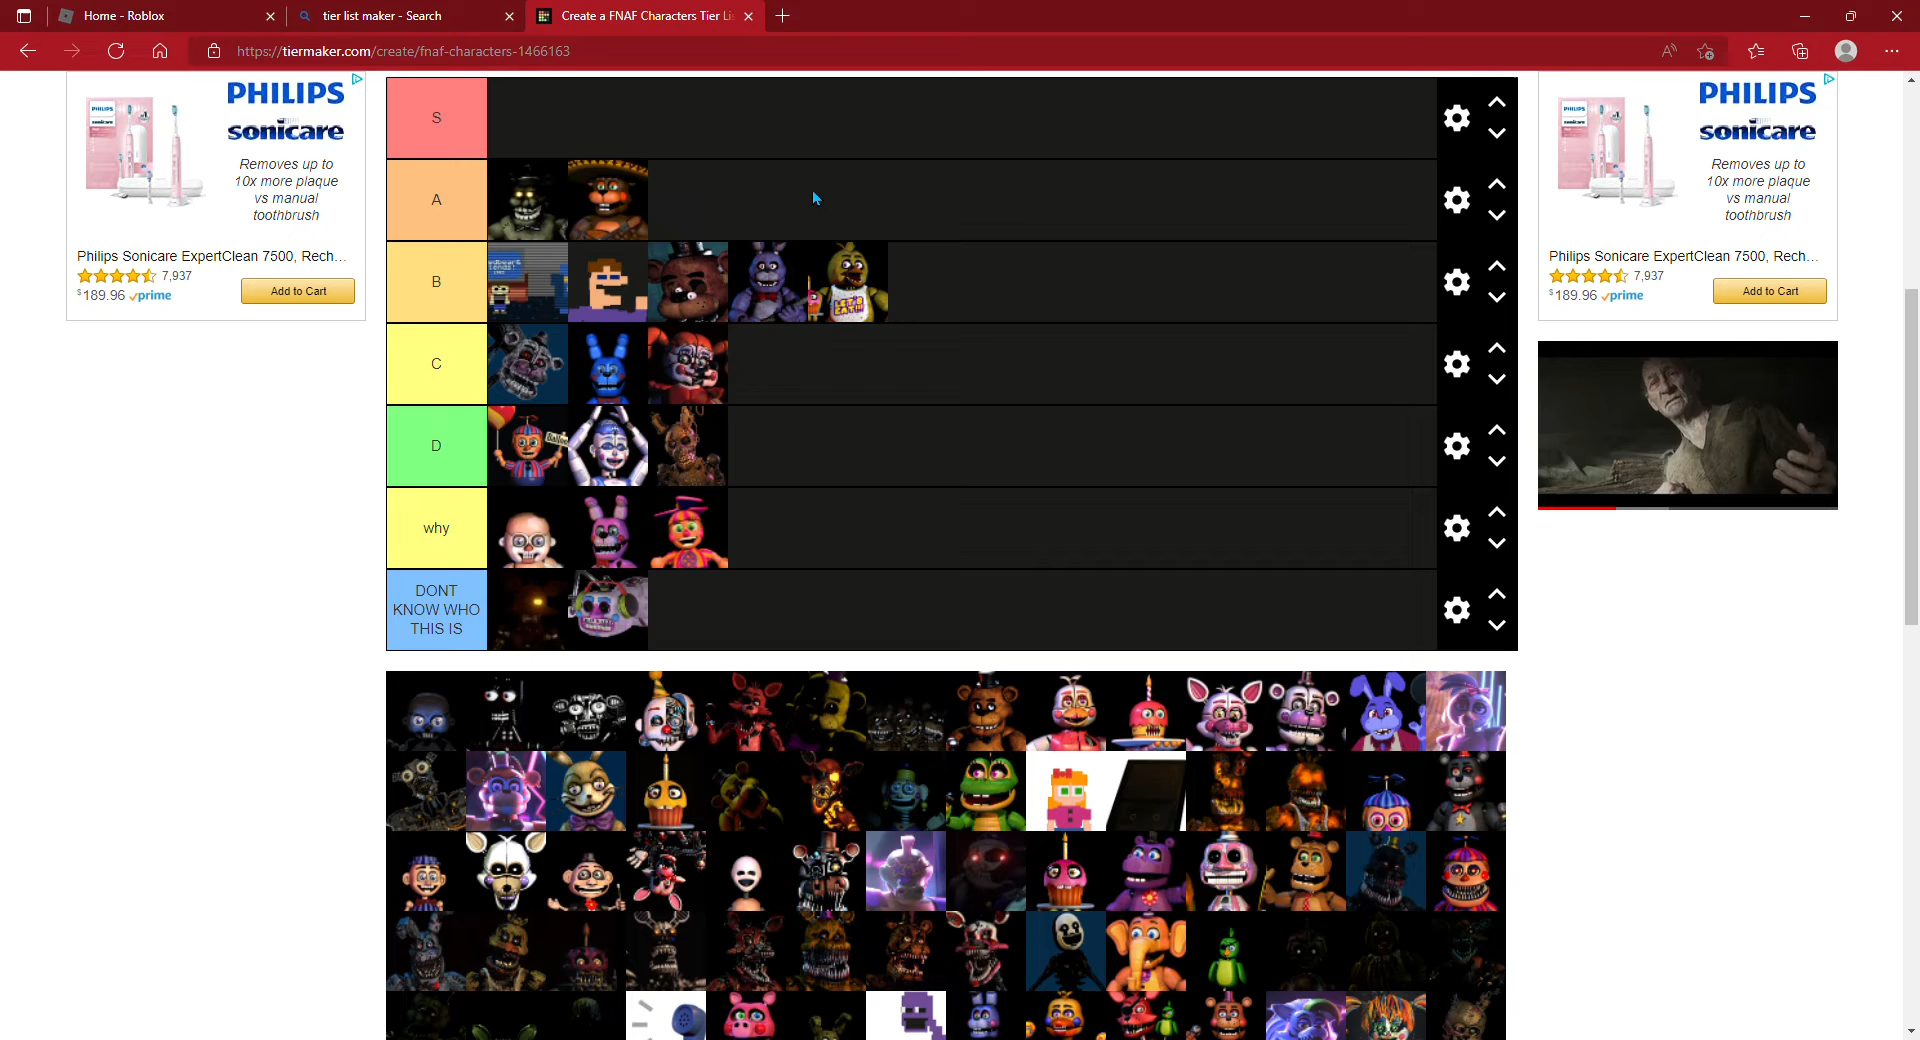 Home - Roblox
tier list maker - Search
Create a FNAF Characters Tier Li
https://tiermaker.com/create/fnaf-characters-1466163
PHILIPS
sonicare
Removes up to
10x more plaque
vs manual
toothbrush
Philips Sonicare ExpertClean 7500, Rech...
7,937
$189.96 prime
Add to Cart
S
A
B
C
D
why
DONT
KNOW WHO
THIS IS
LET'S
EAT!!!
PHILIPS
sonicare
Removes up to
10x more plaque
vs manual
toothbrush
Philips Sonicare ExpertClean 7500, Rech...
7,937
$189.96 prime
Add to Cart